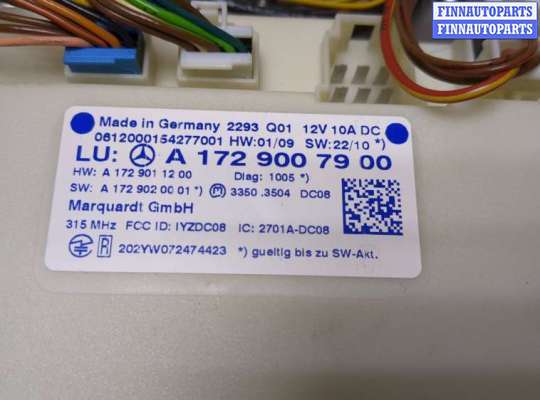 FINNAUTOPARTS
FINNAUTOPARTS
FINNAUTOPARTS
Made in Germany 2293 Q01 12V 10A DC
0612000154277001 HW:01/09 SW:22/10 *)
LU: A 172 900 79 00
HW: A 172 901 12 00 Diag: 1005 *)
SW: A 172 902 00 01 *) M 3350 .3504 DC08
Marquardt GmbH
315 MHz FCC ID: IYZDC08 IC: 2701A-DC08
R 202YW072474423 *) gueltig bis zu SW-Akt.